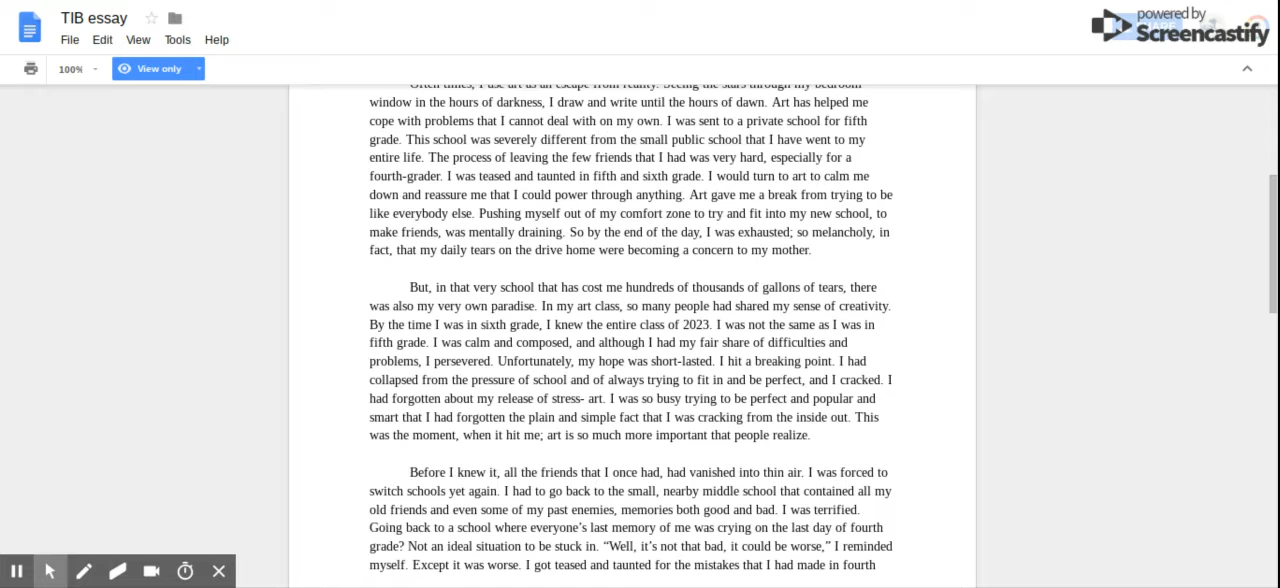 TIB essay
File Edit View Tools Help
powered by
Screencastify
100% View only
Often times, I use art as an escape from reality. Seeing the stars through my bedroom
window in the hours of darkness, I draw and write until the hours of dawn. Art has helped me
cope with problems that I cannot deal with on my own. I was sent to a private school for fifth
grade. This school was severely different from the small public school that I have went to my
entire life. The process of leaving the few friends that I had was very hard, especially for a
fourth-grader. I was teased and taunted in fifth and sixth grade. I would turn to art to calm me
down and reassure me that I could power through anything. Art gave me a break from trying to be
like everybody else. Pushing myself out of my comfort zone to try and fit into my new school, to
make friends, was mentally draining. So by the end of the day, I was exhausted; so melancholy, in
fact, that my daily tears on the drive home were becoming a concern to my mother.
But, in that very school that has cost me hundreds of thousands of gallons of tears, there
was also my very own paradise. In my art class, so many people had shared my sense of creativity.
By the time I was in sixth grade, I knew the entire class of 2023. I was not the same as I was in
fifth grade. I was calm and composed, and although I had my fair share of difficulties and
problems, I persevered. Unfortunately, my hope was short-lasted. I hit a breaking point. I had
collapsed from the pressure of school and of always trying to fit in and be perfect, and I cracked. I
had forgotten about my release of stress- art. I was so busy trying to be perfect and popular and
smart that I had forgotten the plain and simple fact that I was cracking from the inside out. This
was the moment, when it hit me; art is so much more important that people realize.
Before I knew it, all the friends that I once had, had vanished into thin air. I was forced to
switch schools yet again. I had to go back to the small, nearby middle school that contained all my
old friends and even some of my past enemies, memories both good and bad. I was terrified.
Going back to a school where everyone’s last memory of me was crying on the last day of fourth
grade? Not an ideal situation to be stuck in. “Well, it’s not that bad, it could be worse,” I reminded
myself. Except it was worse. I got teased and taunted for the mistakes that I had made in fourth